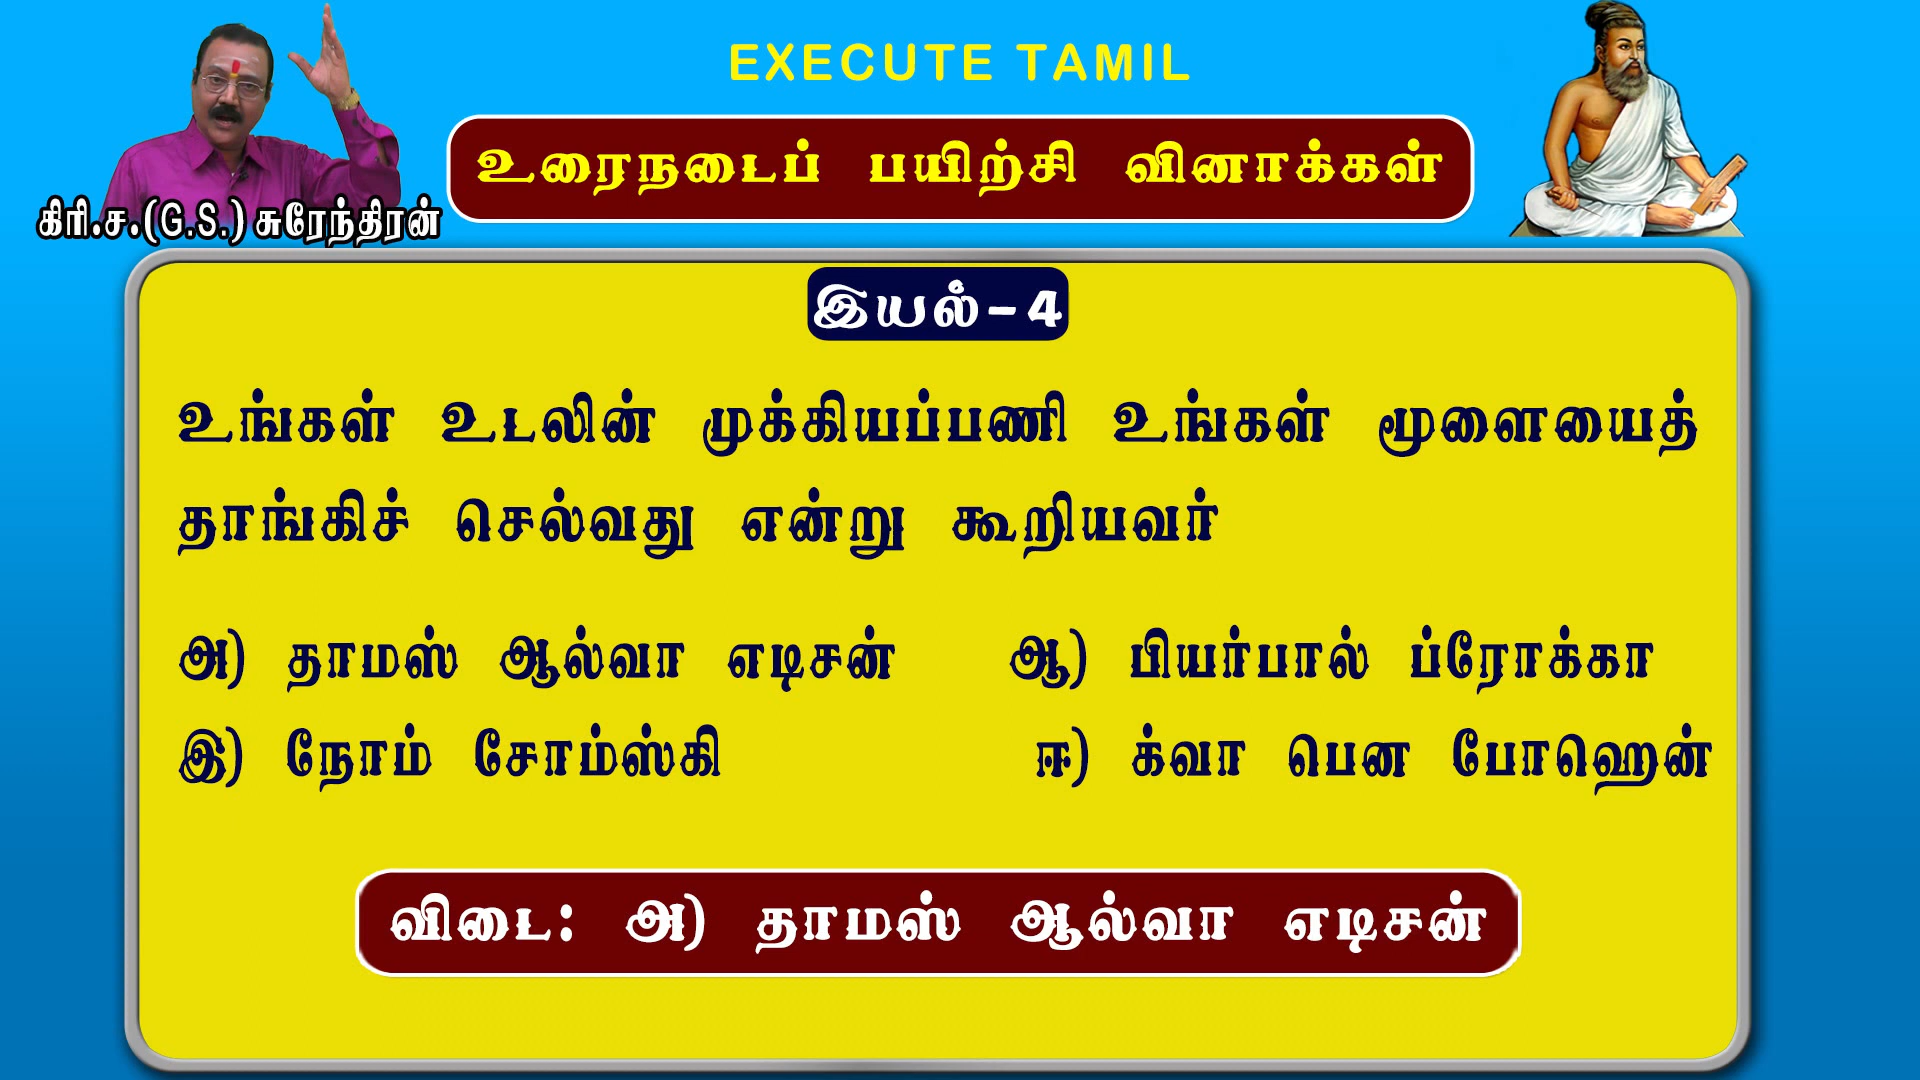 EXECUTE TAMIL
உரைநடைப் பயிற்சி வினாக்கள்
கிரி.ச.(G.S.) சுரேந்திரன்
இயல்-4
உங்கள் உடலின் முக்கியப்பணி உங்கள் மூளையைத்
தாங்கிச் செல்வது என்று கூறியவர்
அ) தாமஸ் ஆல்வா எடிசன் ஆ) பியர்பால் ப்ரோக்கா
இ) நோம் சோம்ஸ்கி ஈ) க்வா பென போஹென்
விடை: அ) தாமஸ் ஆல்வா எடிசன்